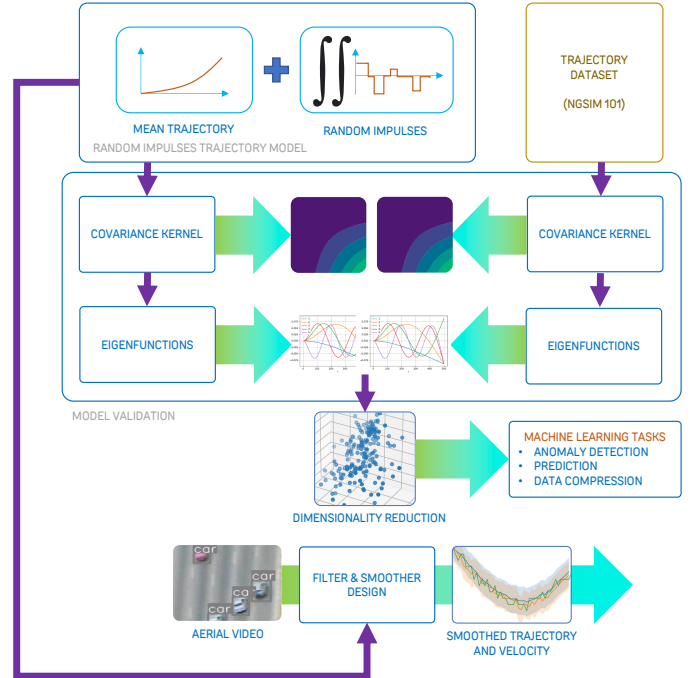 TRAJECTORY
DATASET
(NGSIM 101)
MEAN TRAJECTORY
RANDOM IMPULSES
RANDOM IMPULSES TRAJECTORY MODEL
COVARIANCE KERNEL
COVARIANCE KERNEL
EIGENFUNCTIONS
EIGENFUNCTIONS
MODEL VALIDATION
MACHINE LEARNING TASKS
• ANOMALY DETECTION
• PREDICTION
• DATA COMPRESSION
DIMENSIONALITY REDUCTION
car
car
ca
car
FILTER & SMOOTHER
DESIGN
AERIAL VIDEO
SMOOTHED TRAJECTORY
AND VELOCITY